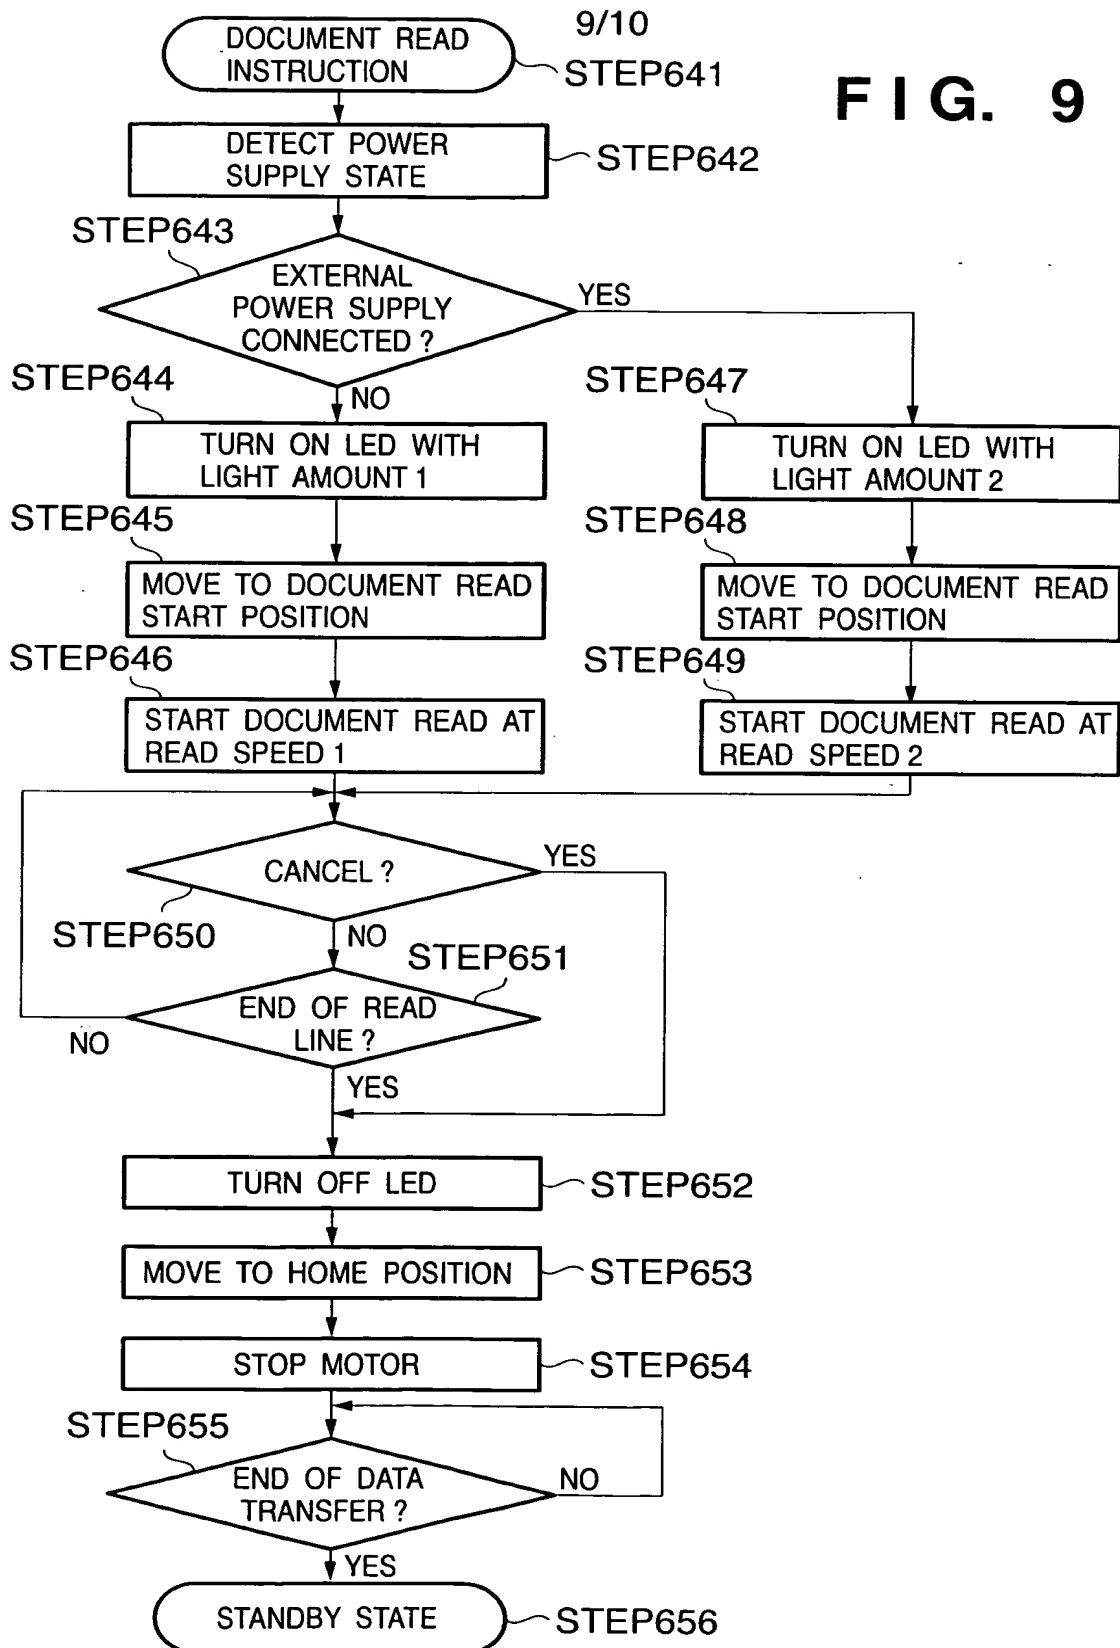 9/10
FIG. 9
DOCUMENT READ
INSTRUCTION
STEP641
DETECT POWER
SUPPLY STATE
STEP642
STEP643
EXTERNAL
POWER SUPPLY
CONNECTED ?
YES
NO
STEP644
TURN ON LED WITH
LIGHT AMOUNT 1
STEP645
MOVE TO DOCUMENT READ
START POSITION
STEP646
START DOCUMENT READ AT
READ SPEED 1
STEP647
TURN ON LED WITH
LIGHT AMOUNT 2
STEP648
MOVE TO DOCUMENT READ
START POSITION
STEP649
START DOCUMENT READ AT
READ SPEED 2
CANCEL ?
YES
STEP650
NO
STEP651
END OF READ
LINE ?
NO
YES
TURN OFF LED
STEP652
MOVE TO HOME POSITION
STEP653
STOP MOTOR
STEP654
STEP655
END OF DATA
TRANSFER ?
NO
YES
STANDBY STATE
STEP656